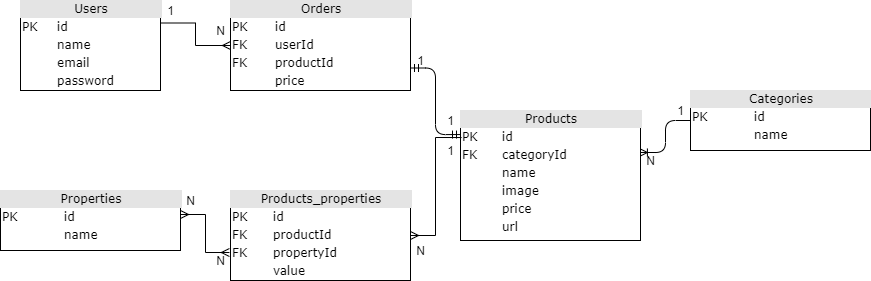 Users
PK id
name
email
password
1
N
Orders
PK id
FK userId
FK productId
price
1
1
1
Products
PK id
FK categoryId
name
image
price
url
N
1
Categories
PK id
name
Properties
PK id
name
N
N
Products_properties
PK id
FK productId
FK propertyId
value
N